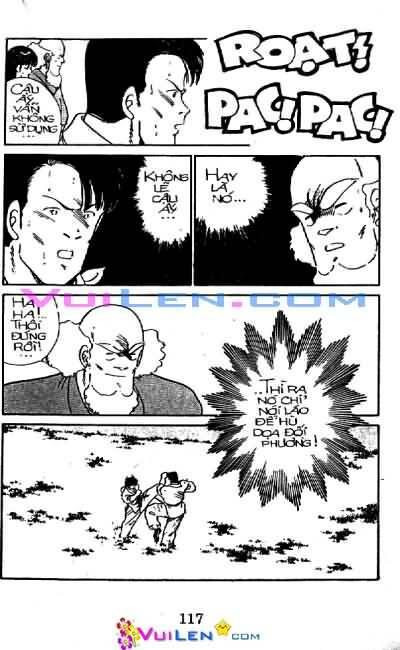 ROẠT!
PẠC! PẠC!
CẬU
ẤY
VẪN
KHÔNG
SỬ DỤNG
...
KHÔNG
LẼ
CẬU
ẤY
...
HAY
LÀ
NÓ...
HA
HA!
THÔI
ĐỪNG
RỒI!
...THÌ RA
NÓ CHỈ
NÓI LÁO
ĐỂ HÙ
DỌA ĐỐI
PHƯƠNG!
VUILEN.COM
117
VUILEN.COM